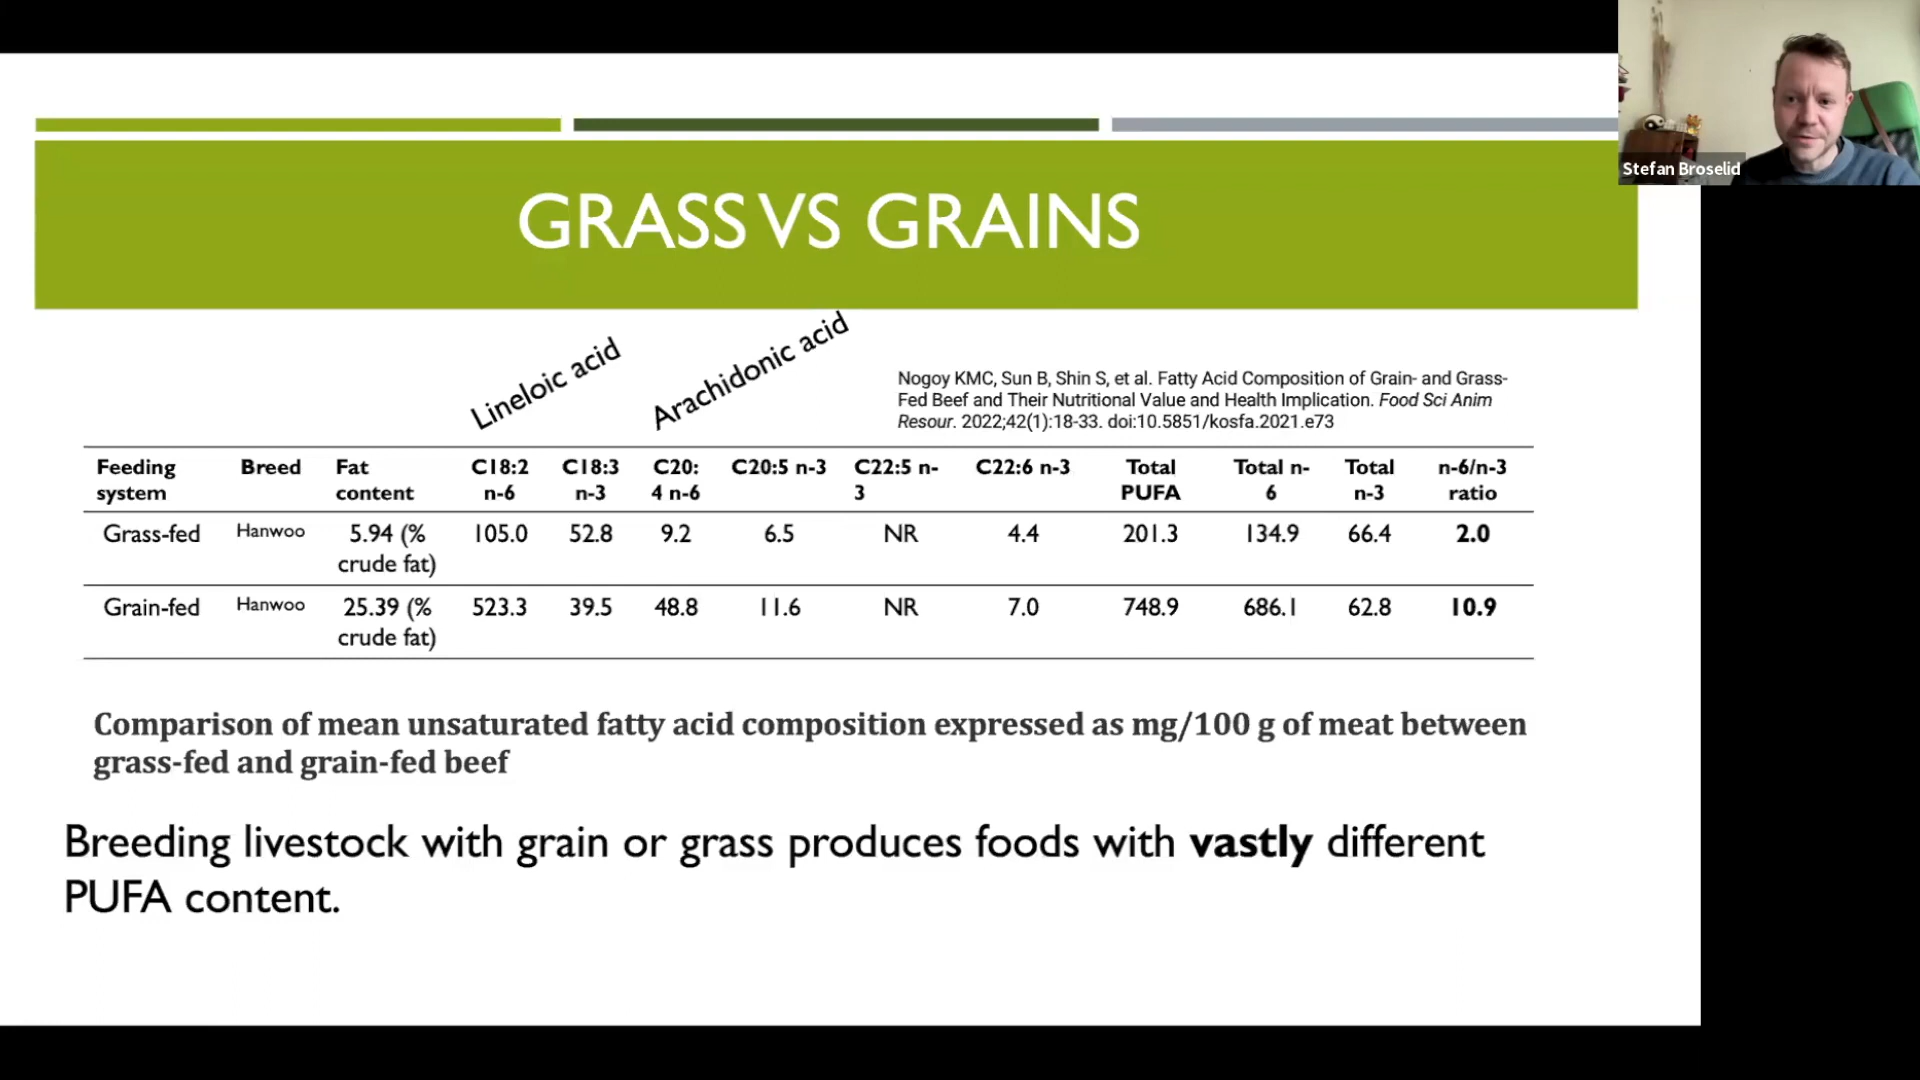 Stefan Broselid
GRASS VS GRAINS
Lineloic acid
Arachidonic acid
Nogoy KMC, Sun B, Shin S, et al. Fatty Acid Composition of Grain- and Grass-
Fed Beef and Their Nutritional Value and Health Implication. Food Sci Anim
Resour. 2022;42(1):18-33. doi:10.5851/kosfa.2021.e73
Feeding system Breed Fat content C18:2 n-6 C18:3 n-3 C20:4 n-6 C20:5 n-3 C22:5 n-3 C22:6 n-3 Total PUFA Total n-6 Total n-3 n-6/n-3 ratio
Grass-fed Hanwoo 5.94 (% crude fat) 105.0 52.8 9.2 6.5 NR 4.4 201.3 134.9 66.4 2.0
Grain-fed Hanwoo 25.39 (% crude fat) 523.3 39.5 48.8 11.6 NR 7.0 748.9 686.1 62.8 10.9
Comparison of mean unsaturated fatty acid composition expressed as mg/100 g of meat between
grass-fed and grain-fed beef
Breeding livestock with grain or grass produces foods with vastly different
PUFA content.